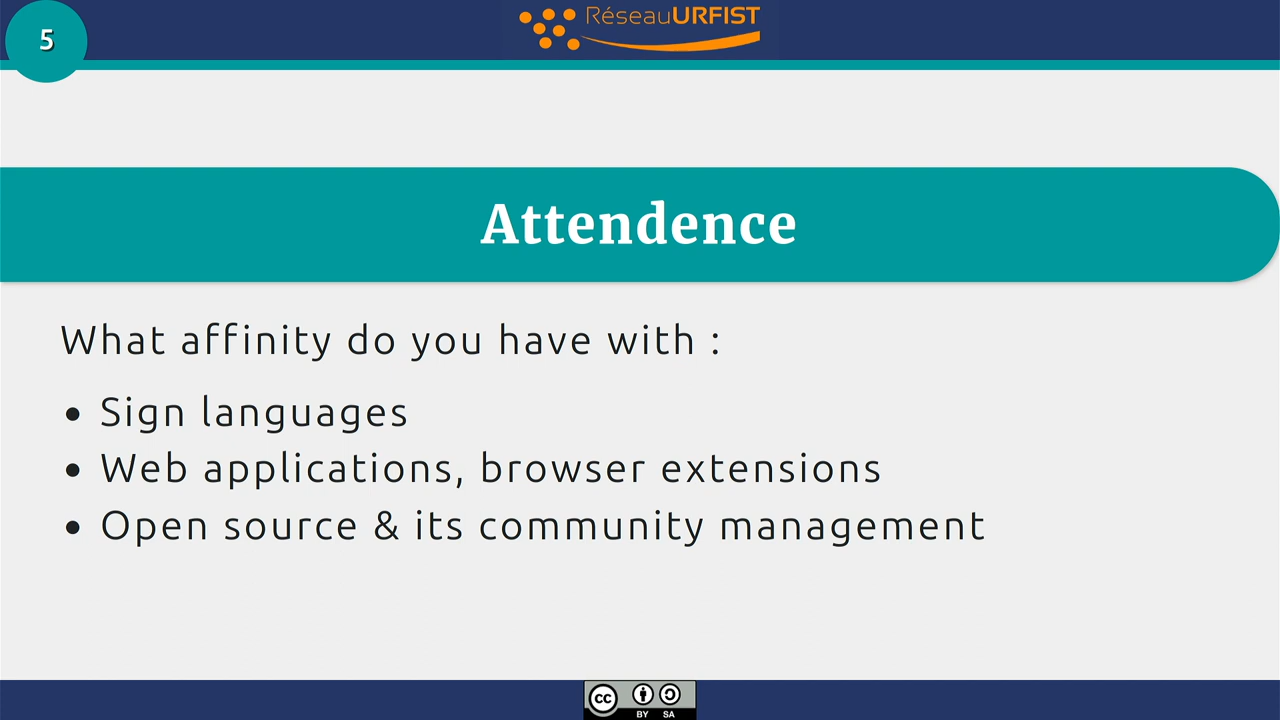 5
RéseauURFIST
Attendence
What affinity do you have with :
• Sign languages
• Web applications, browser extensions
• Open source & its community management
cc
BY SA